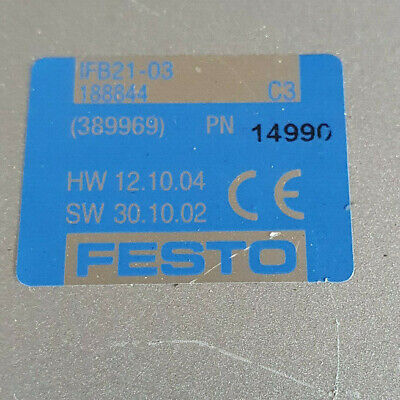 IFB21-03
188844 C3
(389969) PN 14990
HW 12.10.04
SW 30.10.02 CE
FESTO